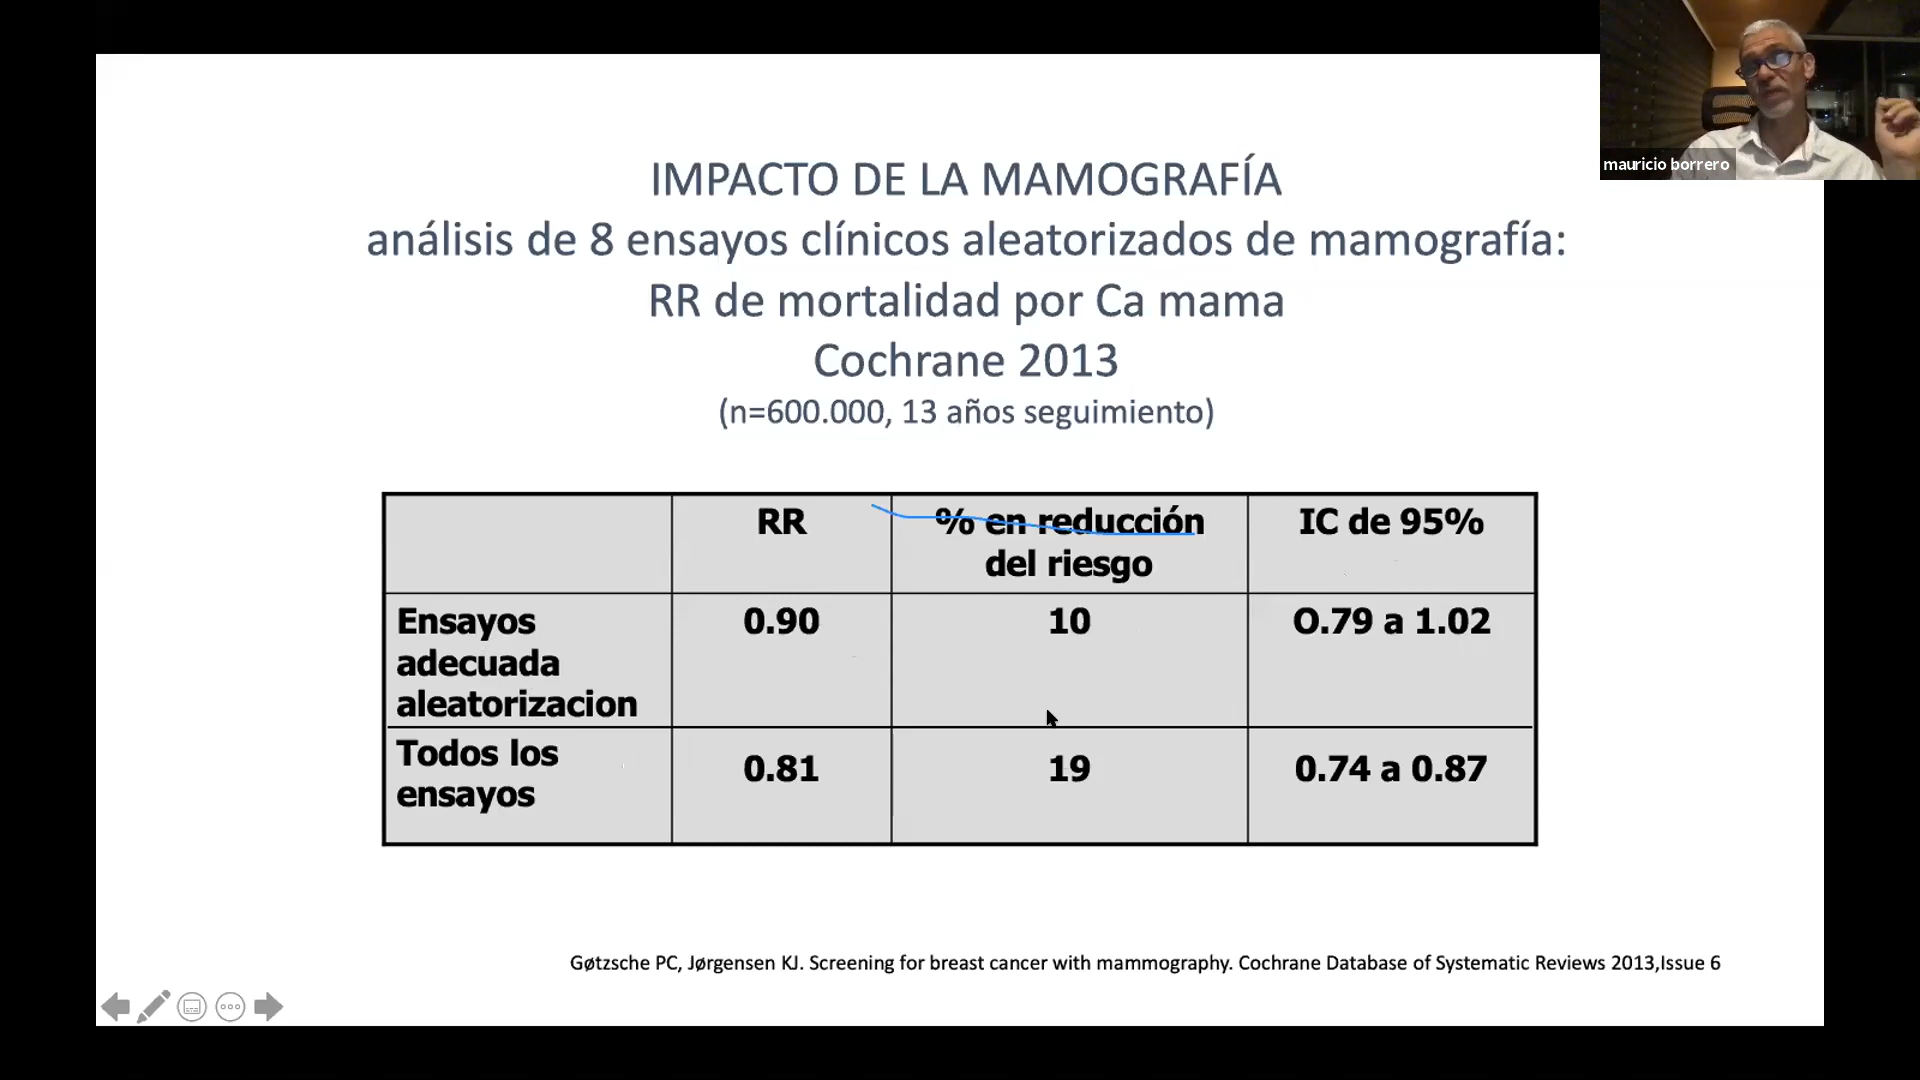 mauricio borrero
IMPACTO DE LA MAMOGRAFÍA
análisis de 8 ensayos clínicos aleatorizados de mamografía:
RR de mortalidad por Ca mama
Cochrane 2013
(n=600.000, 13 años seguimiento)
RR % en reducción IC de 95%
del riesgo
Ensayos 0.90 10 O.79 a 1.02
adecuada
aleatorizacion
Todos los 0.81 19 0.74 a 0.87
ensayos
Gøtzsche PC, Jørgensen KJ. Screening for breast cancer with mammography. Cochrane Database of Systematic Reviews 2013,Issue 6